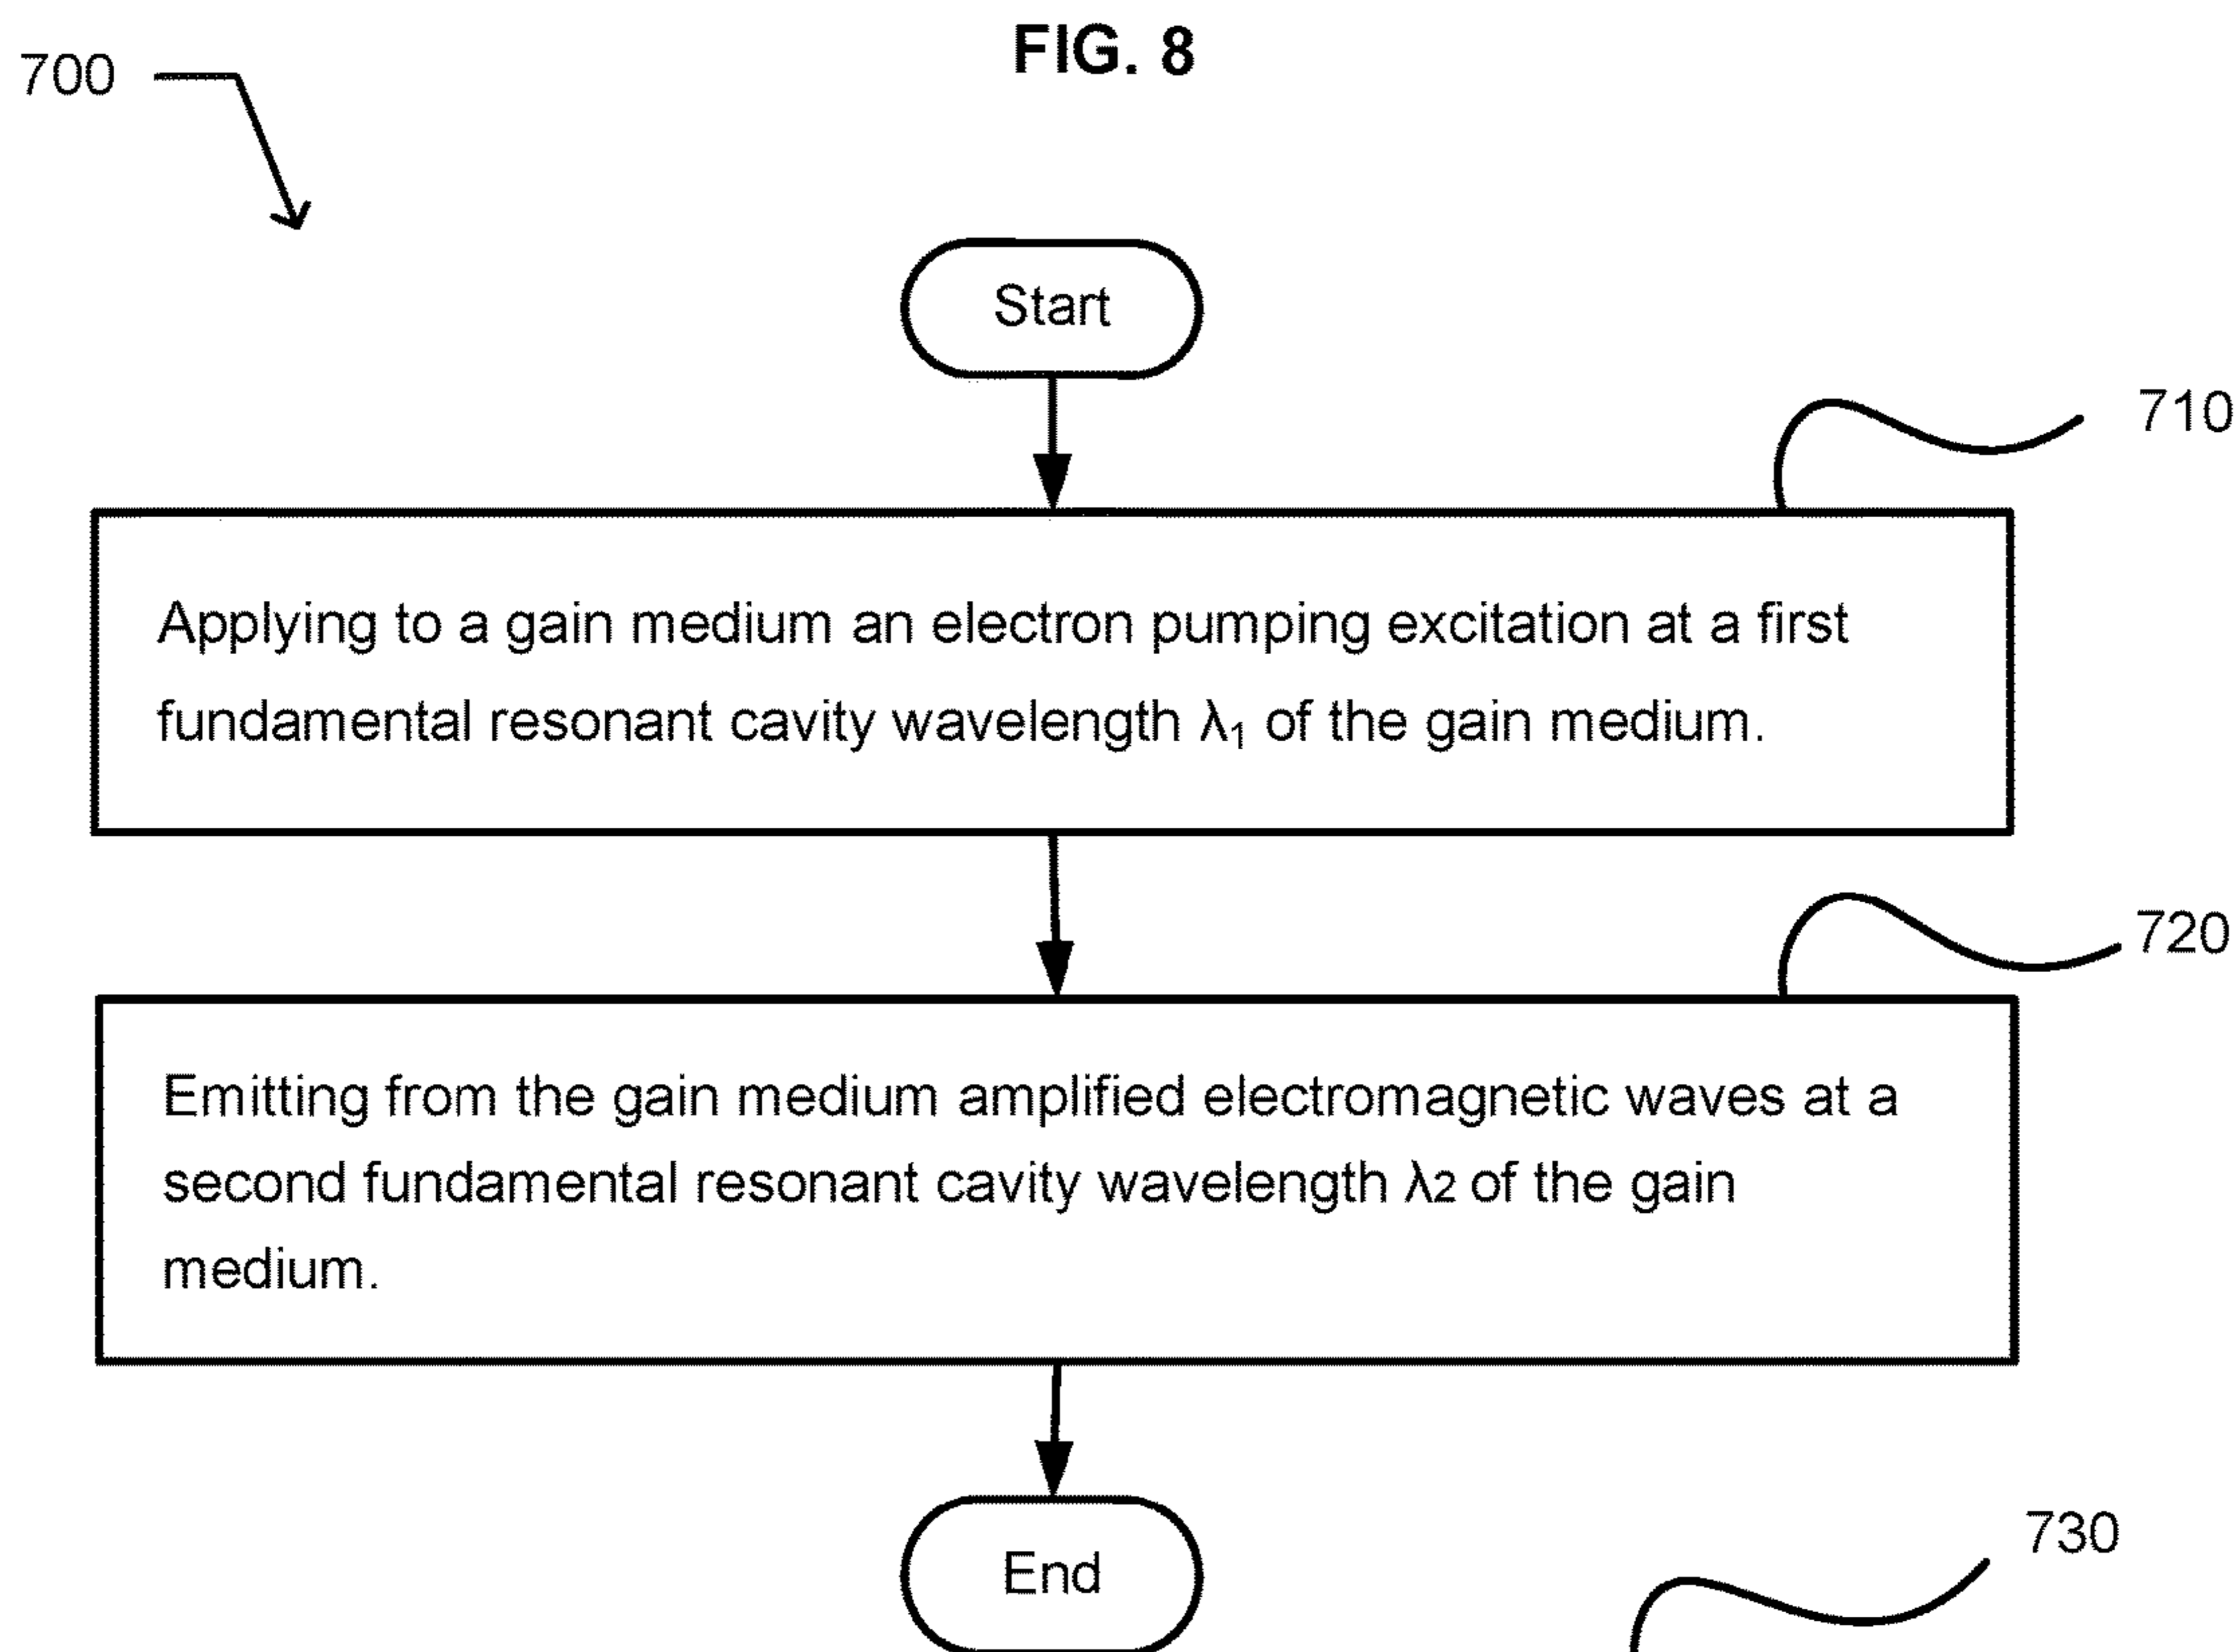 FIG. 8
700
Start
710
Applying to a gain medium an electron pumping excitation at a first
fundamental resonant cavity wavelength λ₁ of the gain medium.
720
Emitting from the gain medium amplified electromagnetic waves at a
second fundamental resonant cavity wavelength λ2 of the gain
medium.
730
End